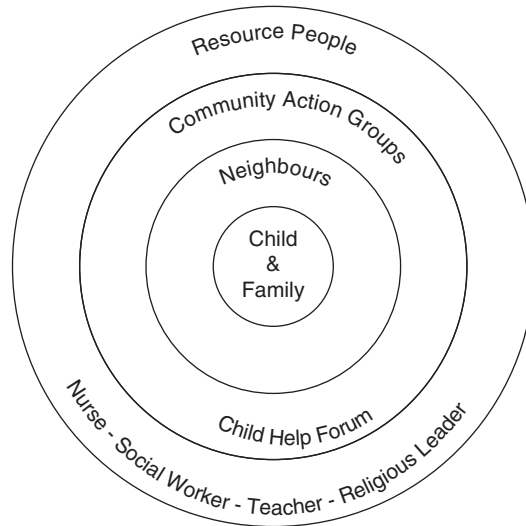 Resource People
Community Action Groups
Neighbours
Child
&
Family
Child Help Forum
Nurse - Social Worker - Teacher - Religious Leader